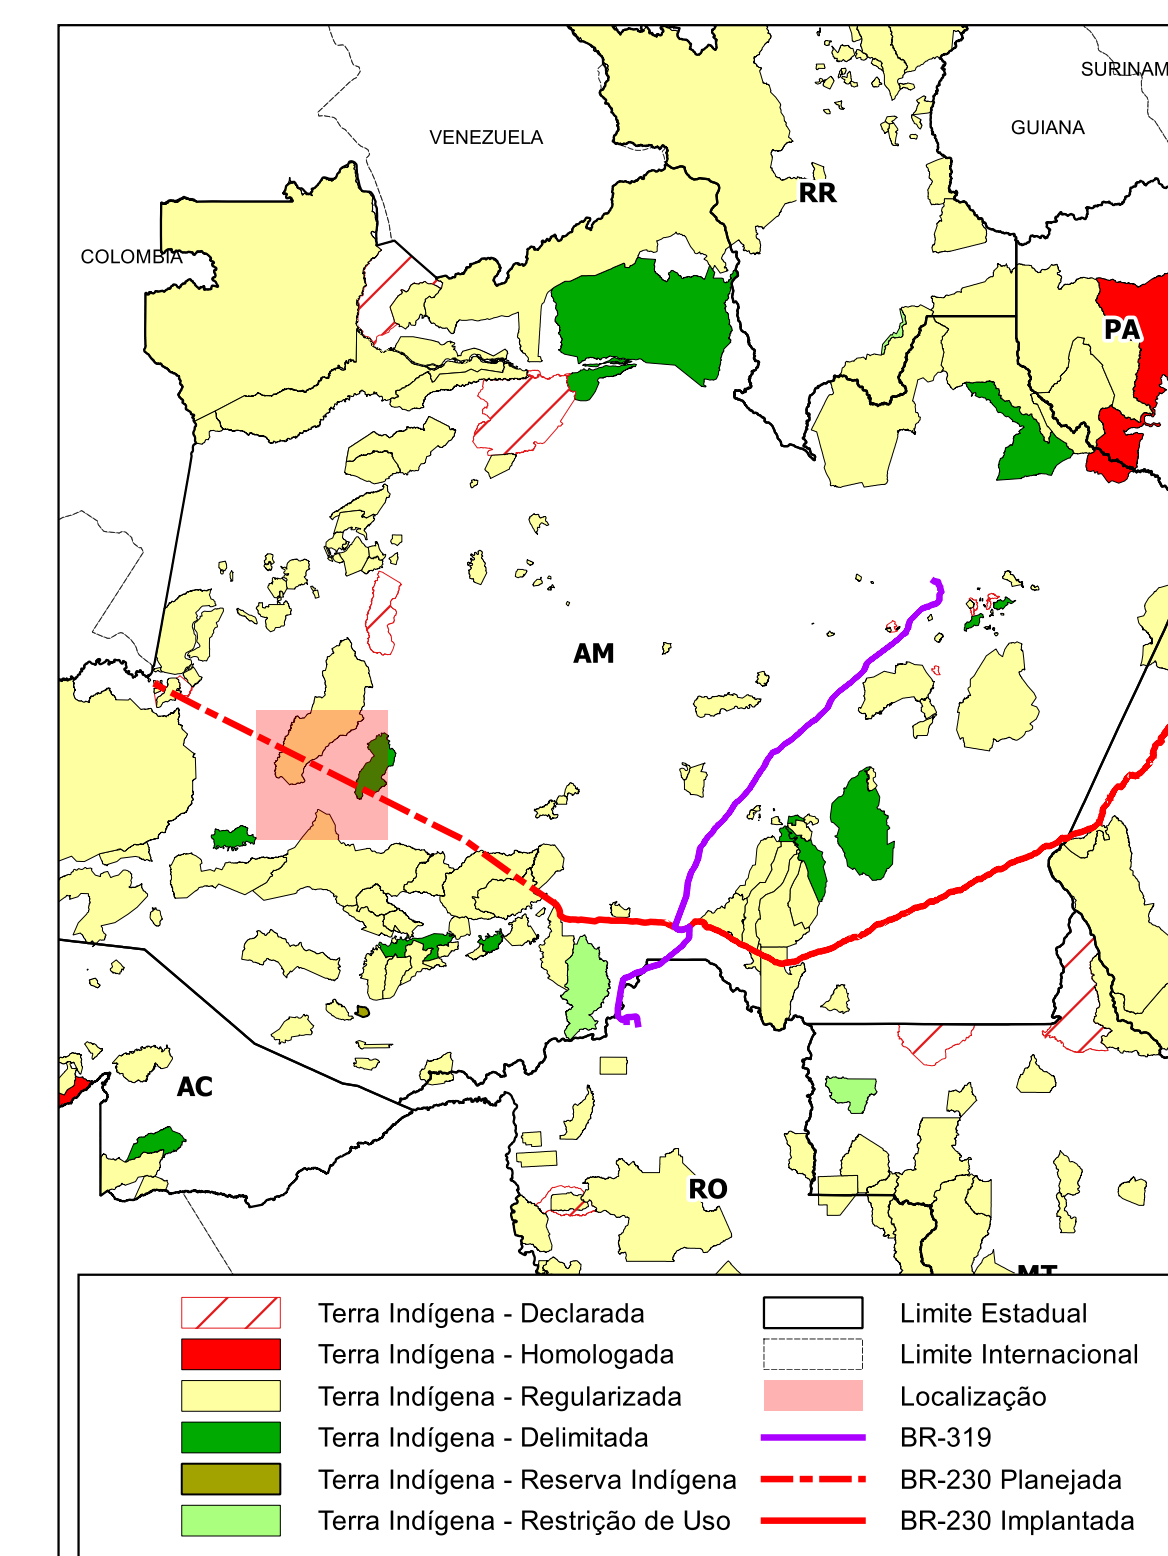 SURINAM
GUIANA
VENEZUELA
RR
COLOMBIA
PA
AM
AC
RO
MT
Terra Indígena - Declarada
Terra Indígena - Homologada
Terra Indígena - Regularizada
Terra Indígena - Delimitada
Terra Indígena - Reserva Indígena
Terra Indígena - Restrição de Uso
Limite Estadual
Limite Internacional
Localização
BR-319
BR-230 Planejada
BR-230 Implantada